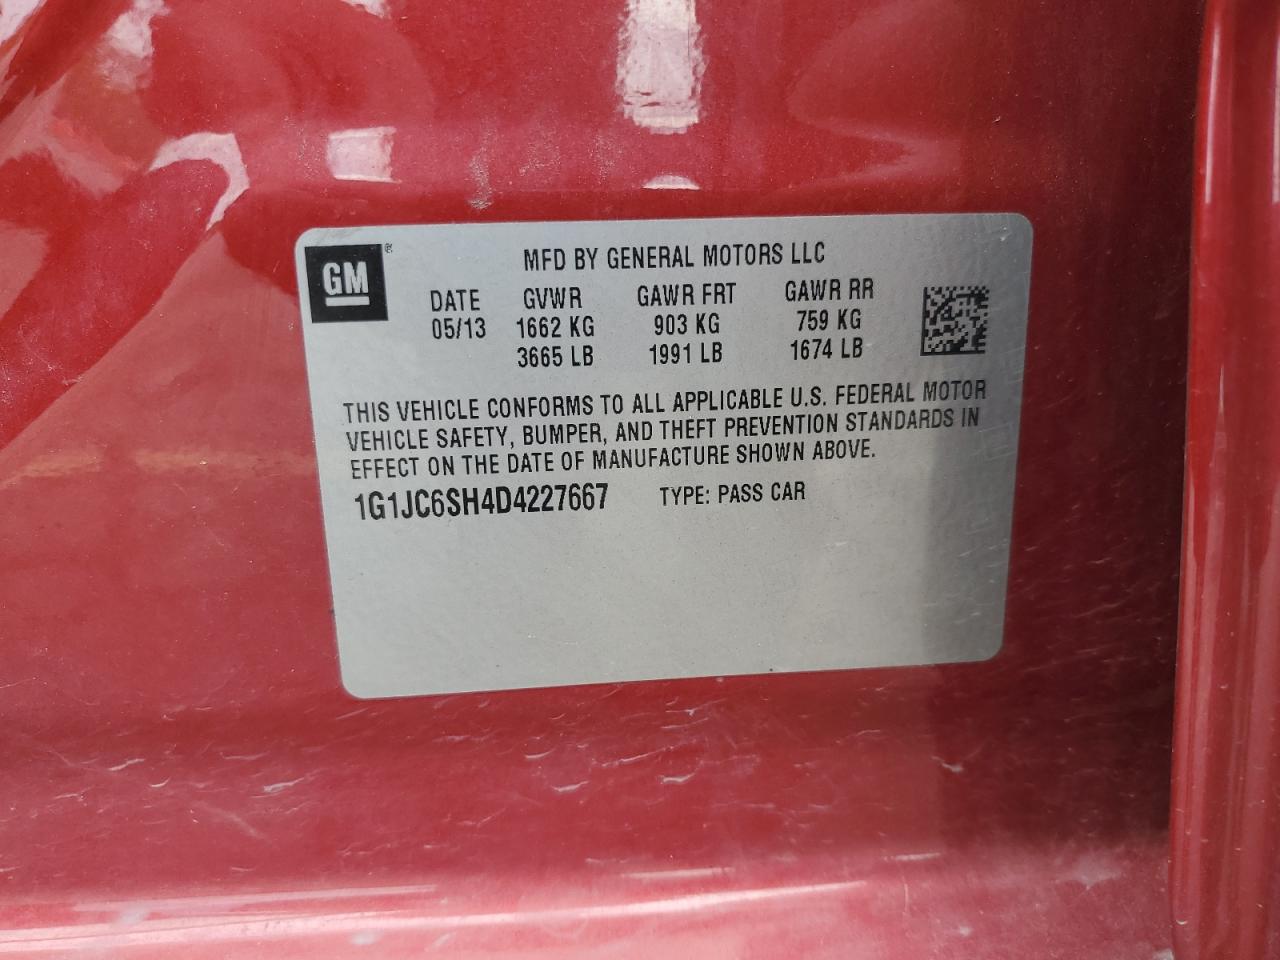 GM®
MFD BY GENERAL MOTORS LLC
DATE GVWR GAWR FRT GAWR RR
05/13 1662 KG 903 KG 759 KG
3665 LB 1991 LB 1674 LB
THIS VEHICLE CONFORMS TO ALL APPLICABLE U.S. FEDERAL MOTOR
VEHICLE SAFETY, BUMPER, AND THEFT PREVENTION STANDARDS IN
EFFECT ON THE DATE OF MANUFACTURE SHOWN ABOVE.
1G1JC6SH4D4227667 TYPE: PASS CAR